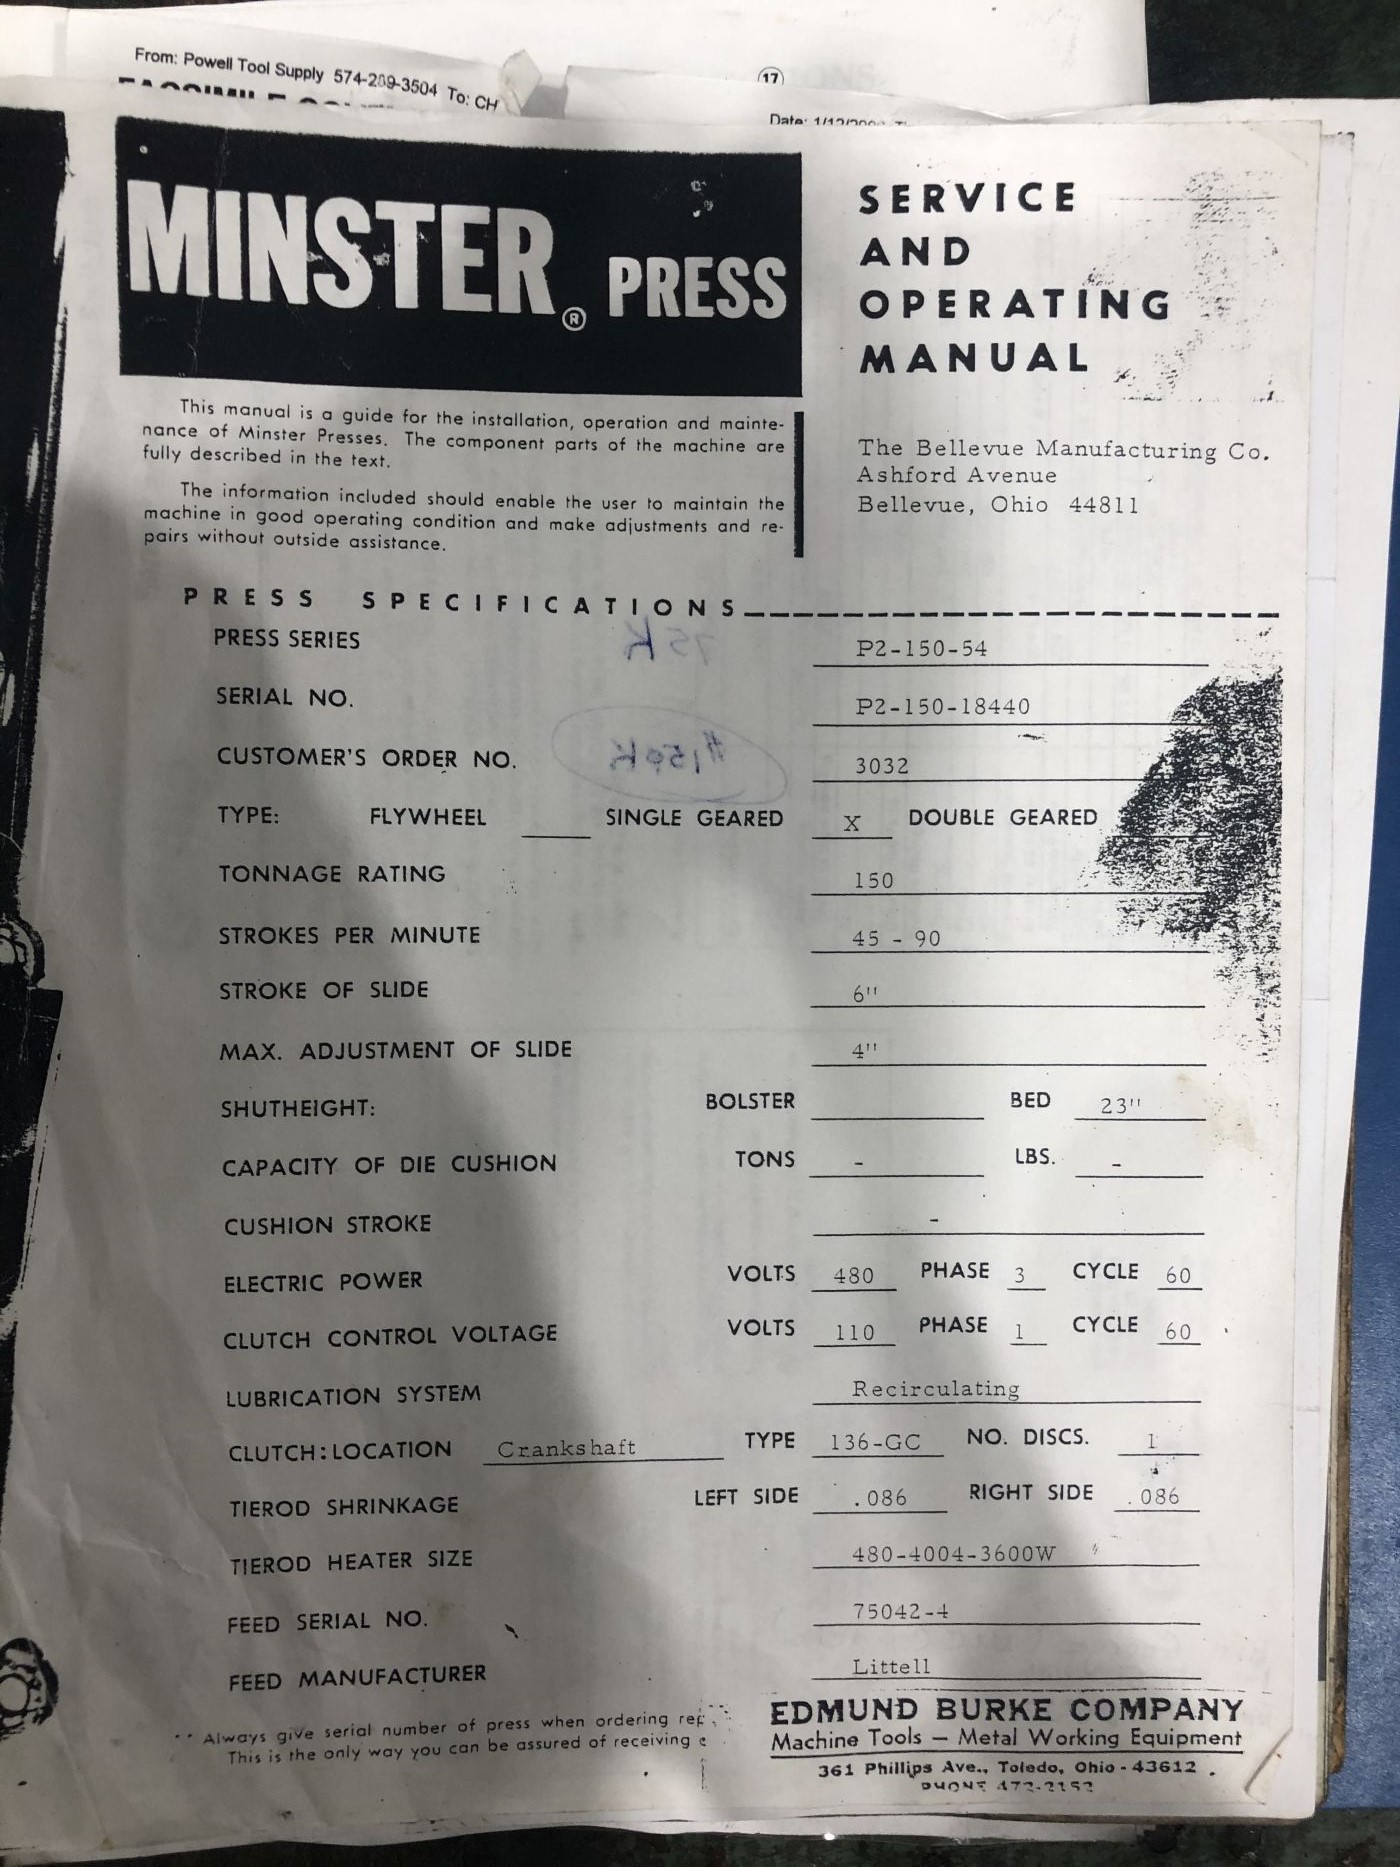 From: Powell Tool Supply 574-289-3504 To: CH
17
Date:
MINSTER® PRESS
SERVICE
AND
OPERATING
MANUAL
This manual is a guide for the installation, operation and mainte-
nance of Minster Presses. The component parts of the machine are
fully described in the text.
The information included should enable the user to maintain the
machine in good operating condition and make adjustments and re-
pairs without outside assistance.
The Bellevue Manufacturing Co.
Ashford Avenue
Bellevue, Ohio 44811
PRESS SPECIFICATIONS
75K
PRESS SERIES P2-150-54
SERIAL NO. P2-150-18440
#150K
CUSTOMER'S ORDER NO. 3032
TYPE: FLYWHEEL SINGLE GEARED X DOUBLE GEARED
TONNAGE RATING 150
STROKES PER MINUTE 45 - 90
STROKE OF SLIDE 6"
MAX. ADJUSTMENT OF SLIDE 4"
SHUTHEIGHT: BOLSTER BED 23"
CAPACITY OF DIE CUSHION TONS - LBS. -
CUSHION STROKE -
ELECTRIC POWER VOLTS 480 PHASE 3 CYCLE 60
CLUTCH CONTROL VOLTAGE VOLTS 110 PHASE 1 CYCLE 60
LUBRICATION SYSTEM Recirculating
CLUTCH: LOCATION Crankshaft TYPE 136-GC NO. DISCS. 1
TIEROD SHRINKAGE LEFT SIDE .086 RIGHT SIDE .086
TIEROD HEATER SIZE 480-4004-3600W
FEED SERIAL NO. 75042-4
FEED MANUFACTURER Littell
** Always give serial number of press when ordering
This is the only way you can be assured of receiving
EDMUND BURKE COMPANY
Machine Tools — Metal Working Equipment
361 Phillips Ave., Toledo, Ohio - 43612
PHONE 472-2152